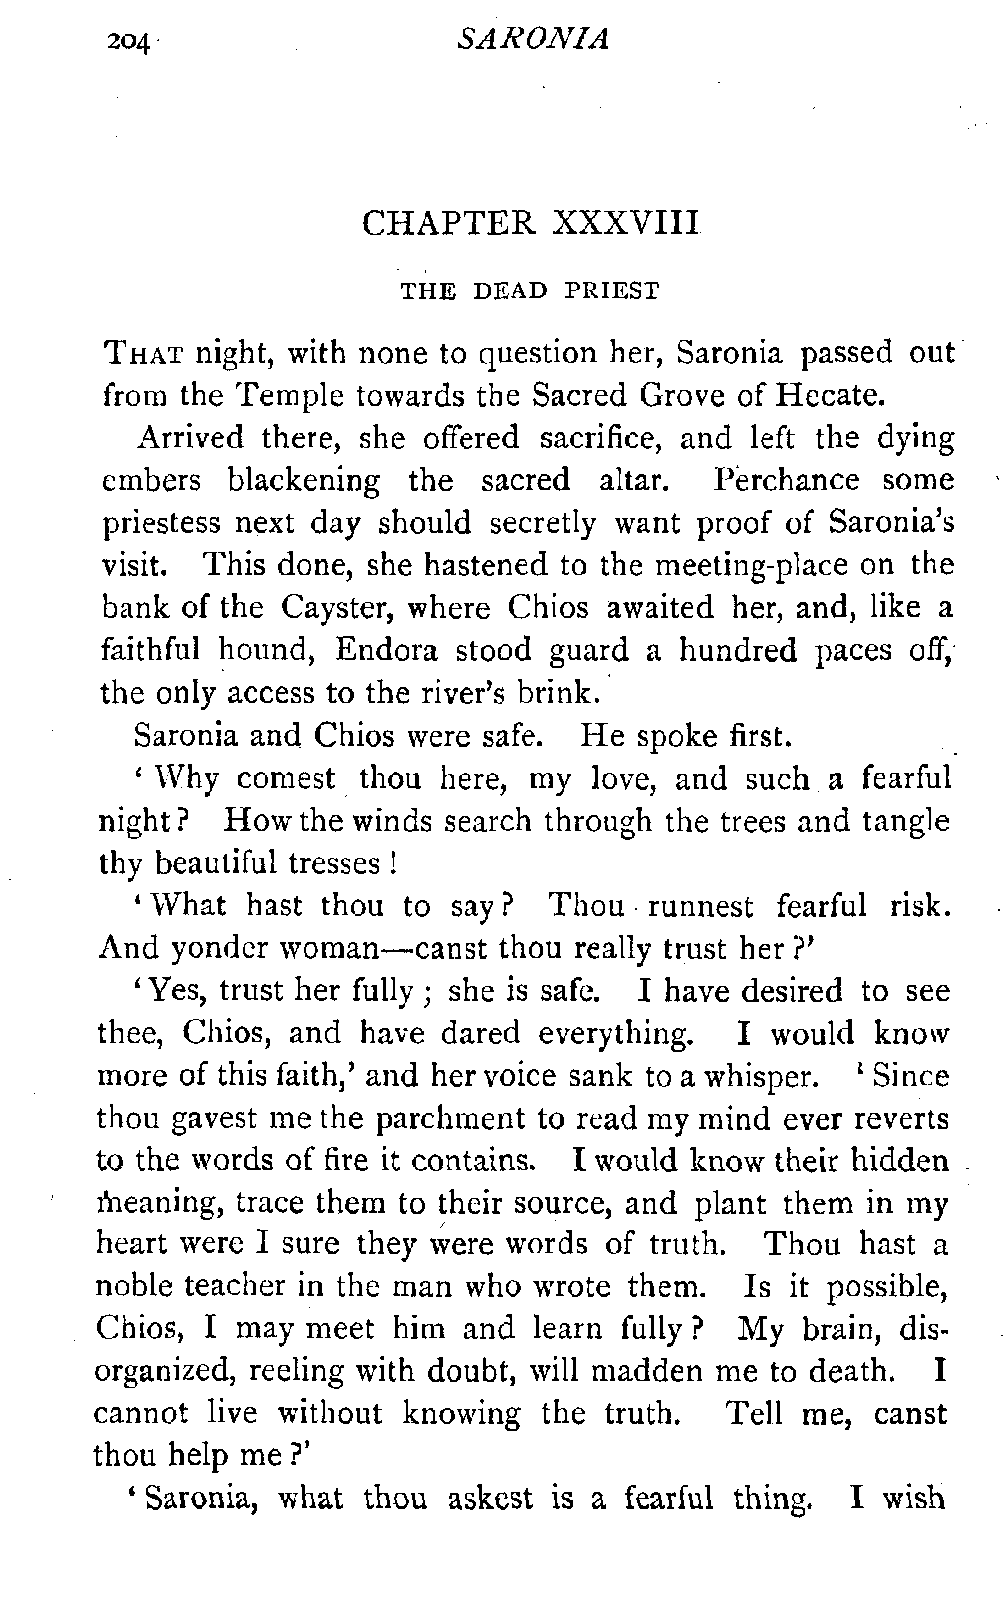 204 SARONIA
CHAPTER XXXVIII
THE DEAD PRIEST
THAT night, with none to question her, Saronia passed out
from the Temple towards the Sacred Grove of Hecate.
Arrived there, she offered sacrifice, and left the dying
embers blackening the sacred altar. Perchance some
priestess next day should secretly want proof of Saronia's
visit. This done, she hastened to the meeting-place on the
bank of the Cayster, where Chios awaited her, and, like a
faithful hound, Endora stood guard a hundred paces off,
the only access to the river's brink.
Saronia and Chios were safe. He spoke first.
‘Why comest thou here, my love, and such a fearful
night? How the winds search through the trees and tangle
thy beautiful tresses!
‘What hast thou to say? Thou runnest fearful risk.
And yonder woman—canst thou really trust her?’
‘Yes, trust her fully; she is safe. I have desired to see
thee, Chios, and have dared everything. I would know
more of this faith,’ and her voice sank to a whisper. ‘Since
thou gavest me the parchment to read my mind ever reverts
to the words of fire it contains. I would know their hidden
meaning, trace them to their source, and plant them in my
heart were I sure they were words of truth. Thou hast a
noble teacher in the man who wrote them. Is it possible,
Chios, I may meet him and learn fully? My brain, dis-
organized, reeling with doubt, will madden me to death. I
cannot live without knowing the truth. Tell me, canst
thou help me?’
‘Saronia, what thou askest is a fearful thing. I wish